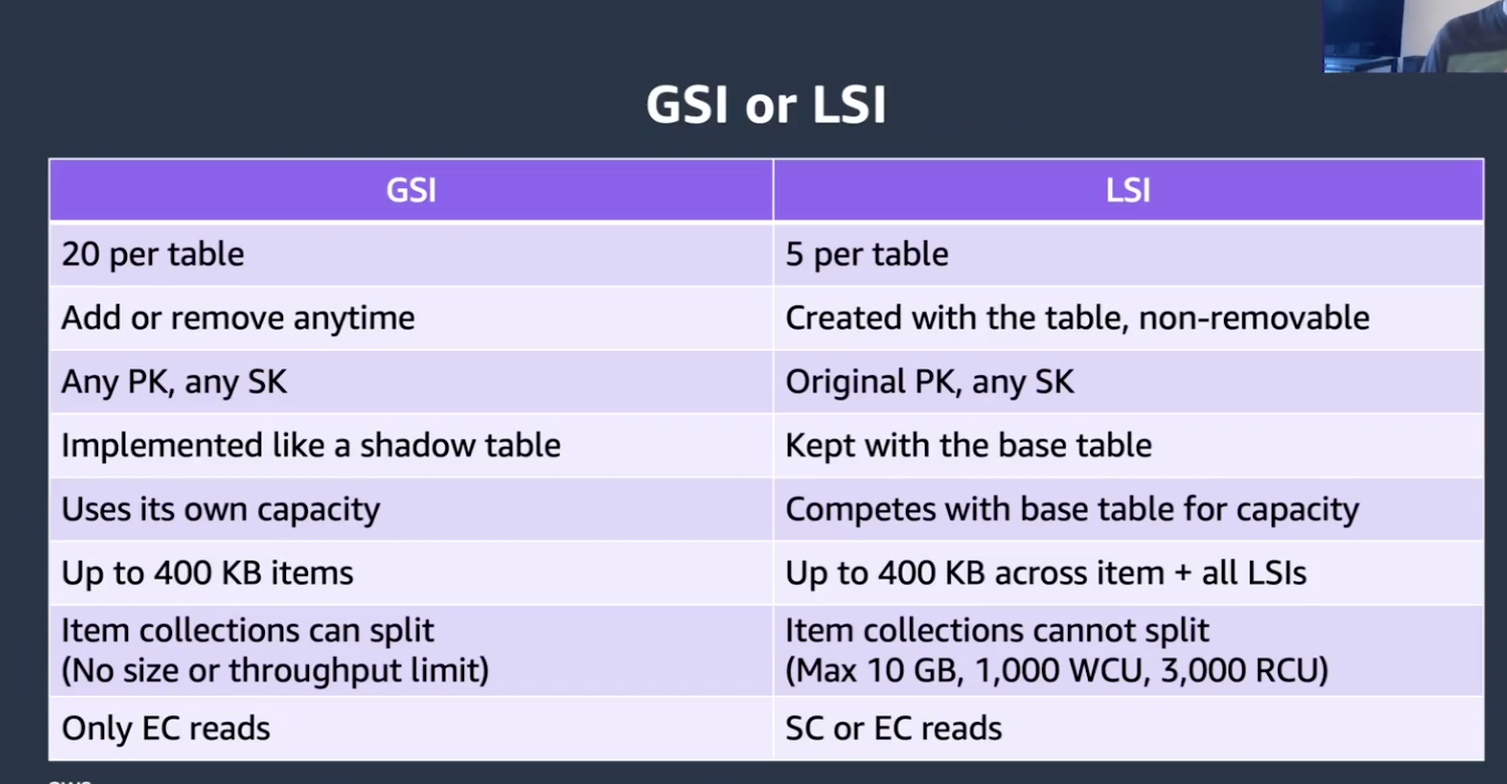 GSI or LSI
GSI LSI
20 per table 5 per table
Add or remove anytime Created with the table, non-removable
Any PK, any SK Original PK, any SK
Implemented like a shadow table Kept with the base table
Uses its own capacity Competes with base table for capacity
Up to 400 KB items Up to 400 KB across item + all LSIs
Item collections can split Item collections cannot split
(No size or throughput limit) (Max 10 GB, 1,000 WCU, 3,000 RCU)
Only EC reads SC or EC reads